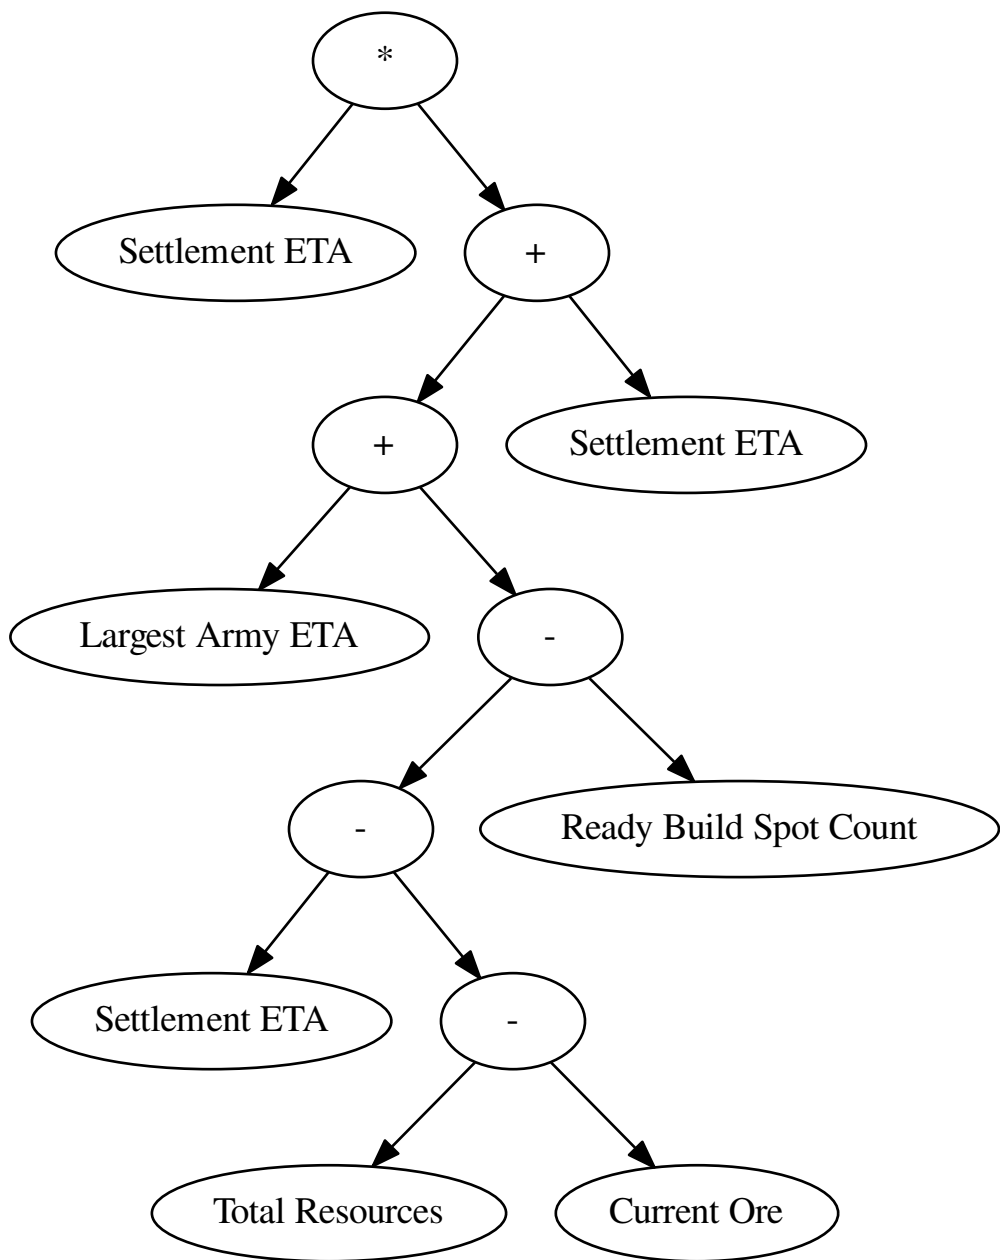 *
Settlement ETA
+
+
Settlement ETA
Largest Army ETA
-
-
Ready Build Spot Count
Settlement ETA
-
Total Resources
Current Ore